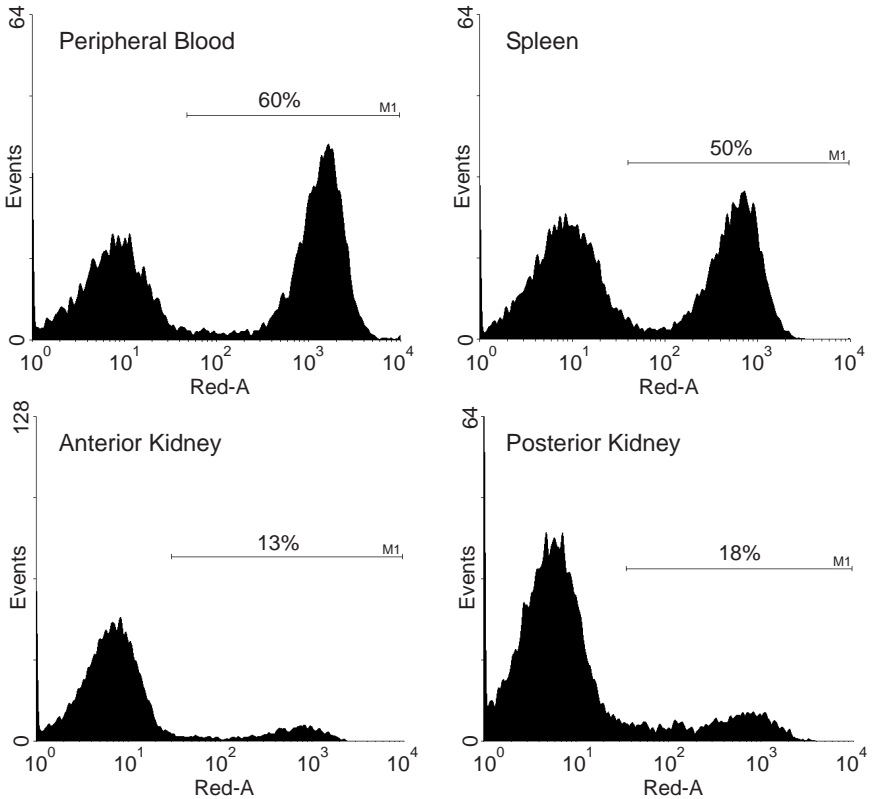 64
Peripheral Blood
60%
M1
Events
0
10^0 10^1 10^2 10^3 10^4
Red-A
64
Spleen
50%
M1
Events
0
10^0 10^1 10^2 10^3 10^4
Red-A
128
Anterior Kidney
13%
M1
Events
0
10^0 10^1 10^2 10^3 10^4
Red-A
64
Posterior Kidney
18%
M1
Events
0
10^0 10^1 10^2 10^3 10^4
Red-A